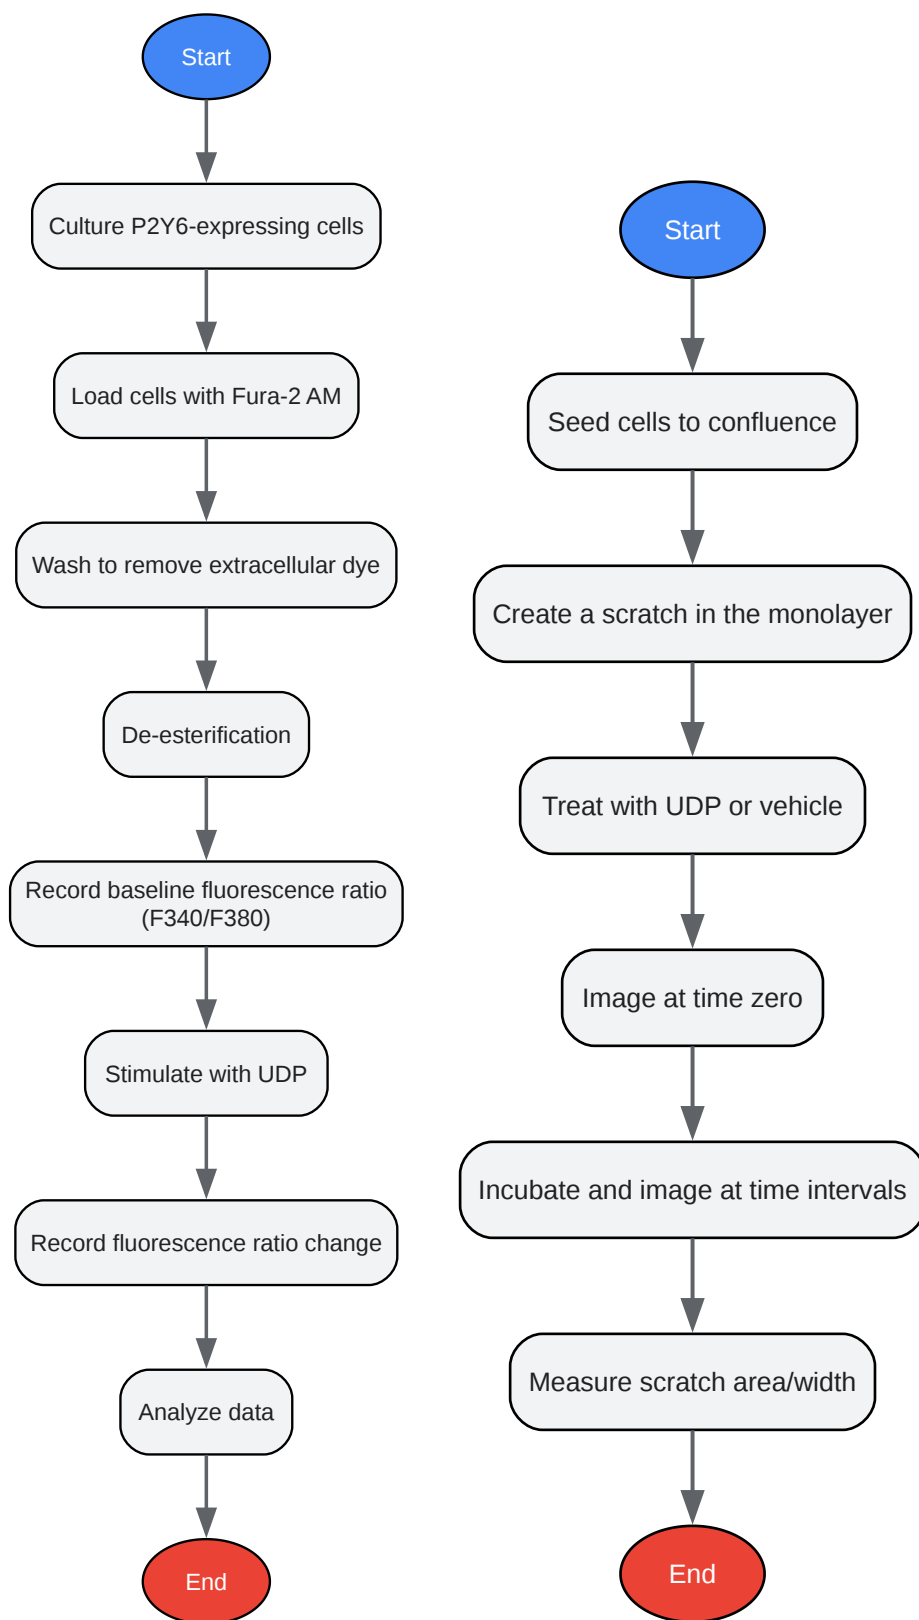 Start
Culture P2Y6-expressing cells
Load cells with Fura-2 AM
Wash to remove extracellular dye
De-esterification
Record baseline fluorescence ratio
(F340/F380)
Stimulate with UDP
Record fluorescence ratio change
Analyze data
End
Start
Seed cells to confluence
Create a scratch in the monolayer
Treat with UDP or vehicle
Image at time zero
Incubate and image at time intervals
Measure scratch area/width
End